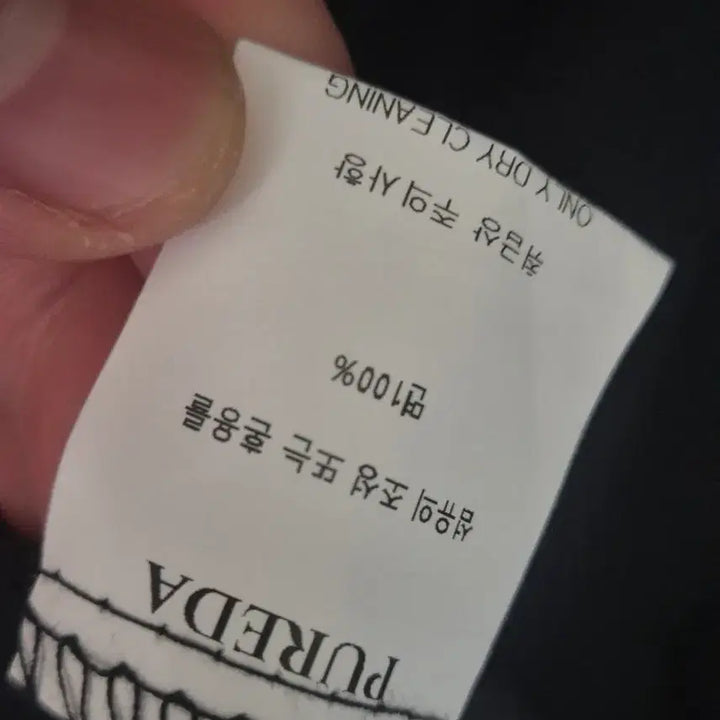 PUREDA
섬유의 조성 또는 혼용률
면100%
취급상 주의사항
ONLY DRY CLEANING